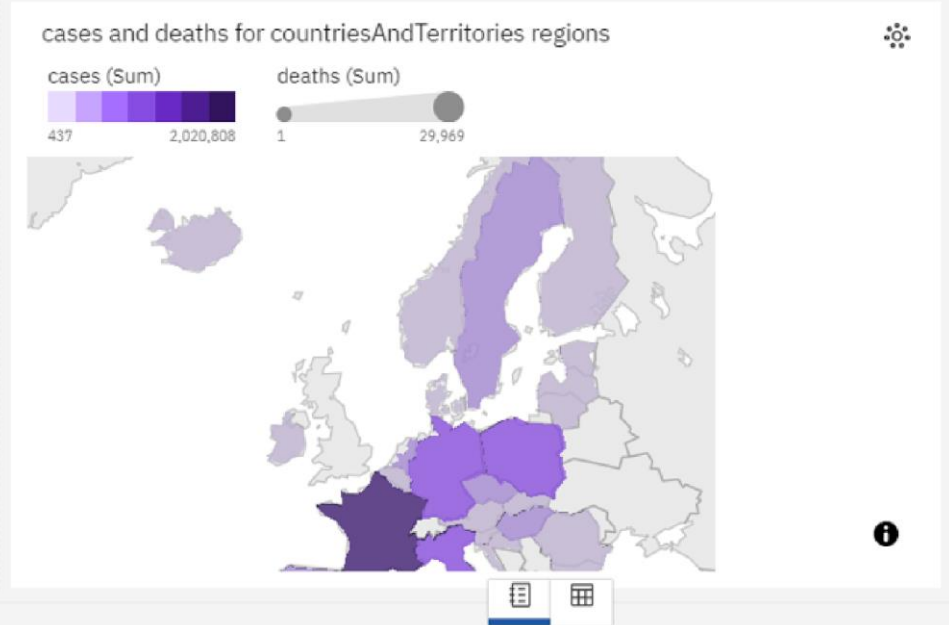 cases and deaths for countriesAndTerritories regions
cases (Sum)
437 2,020,808
deaths (Sum)
1 29,969